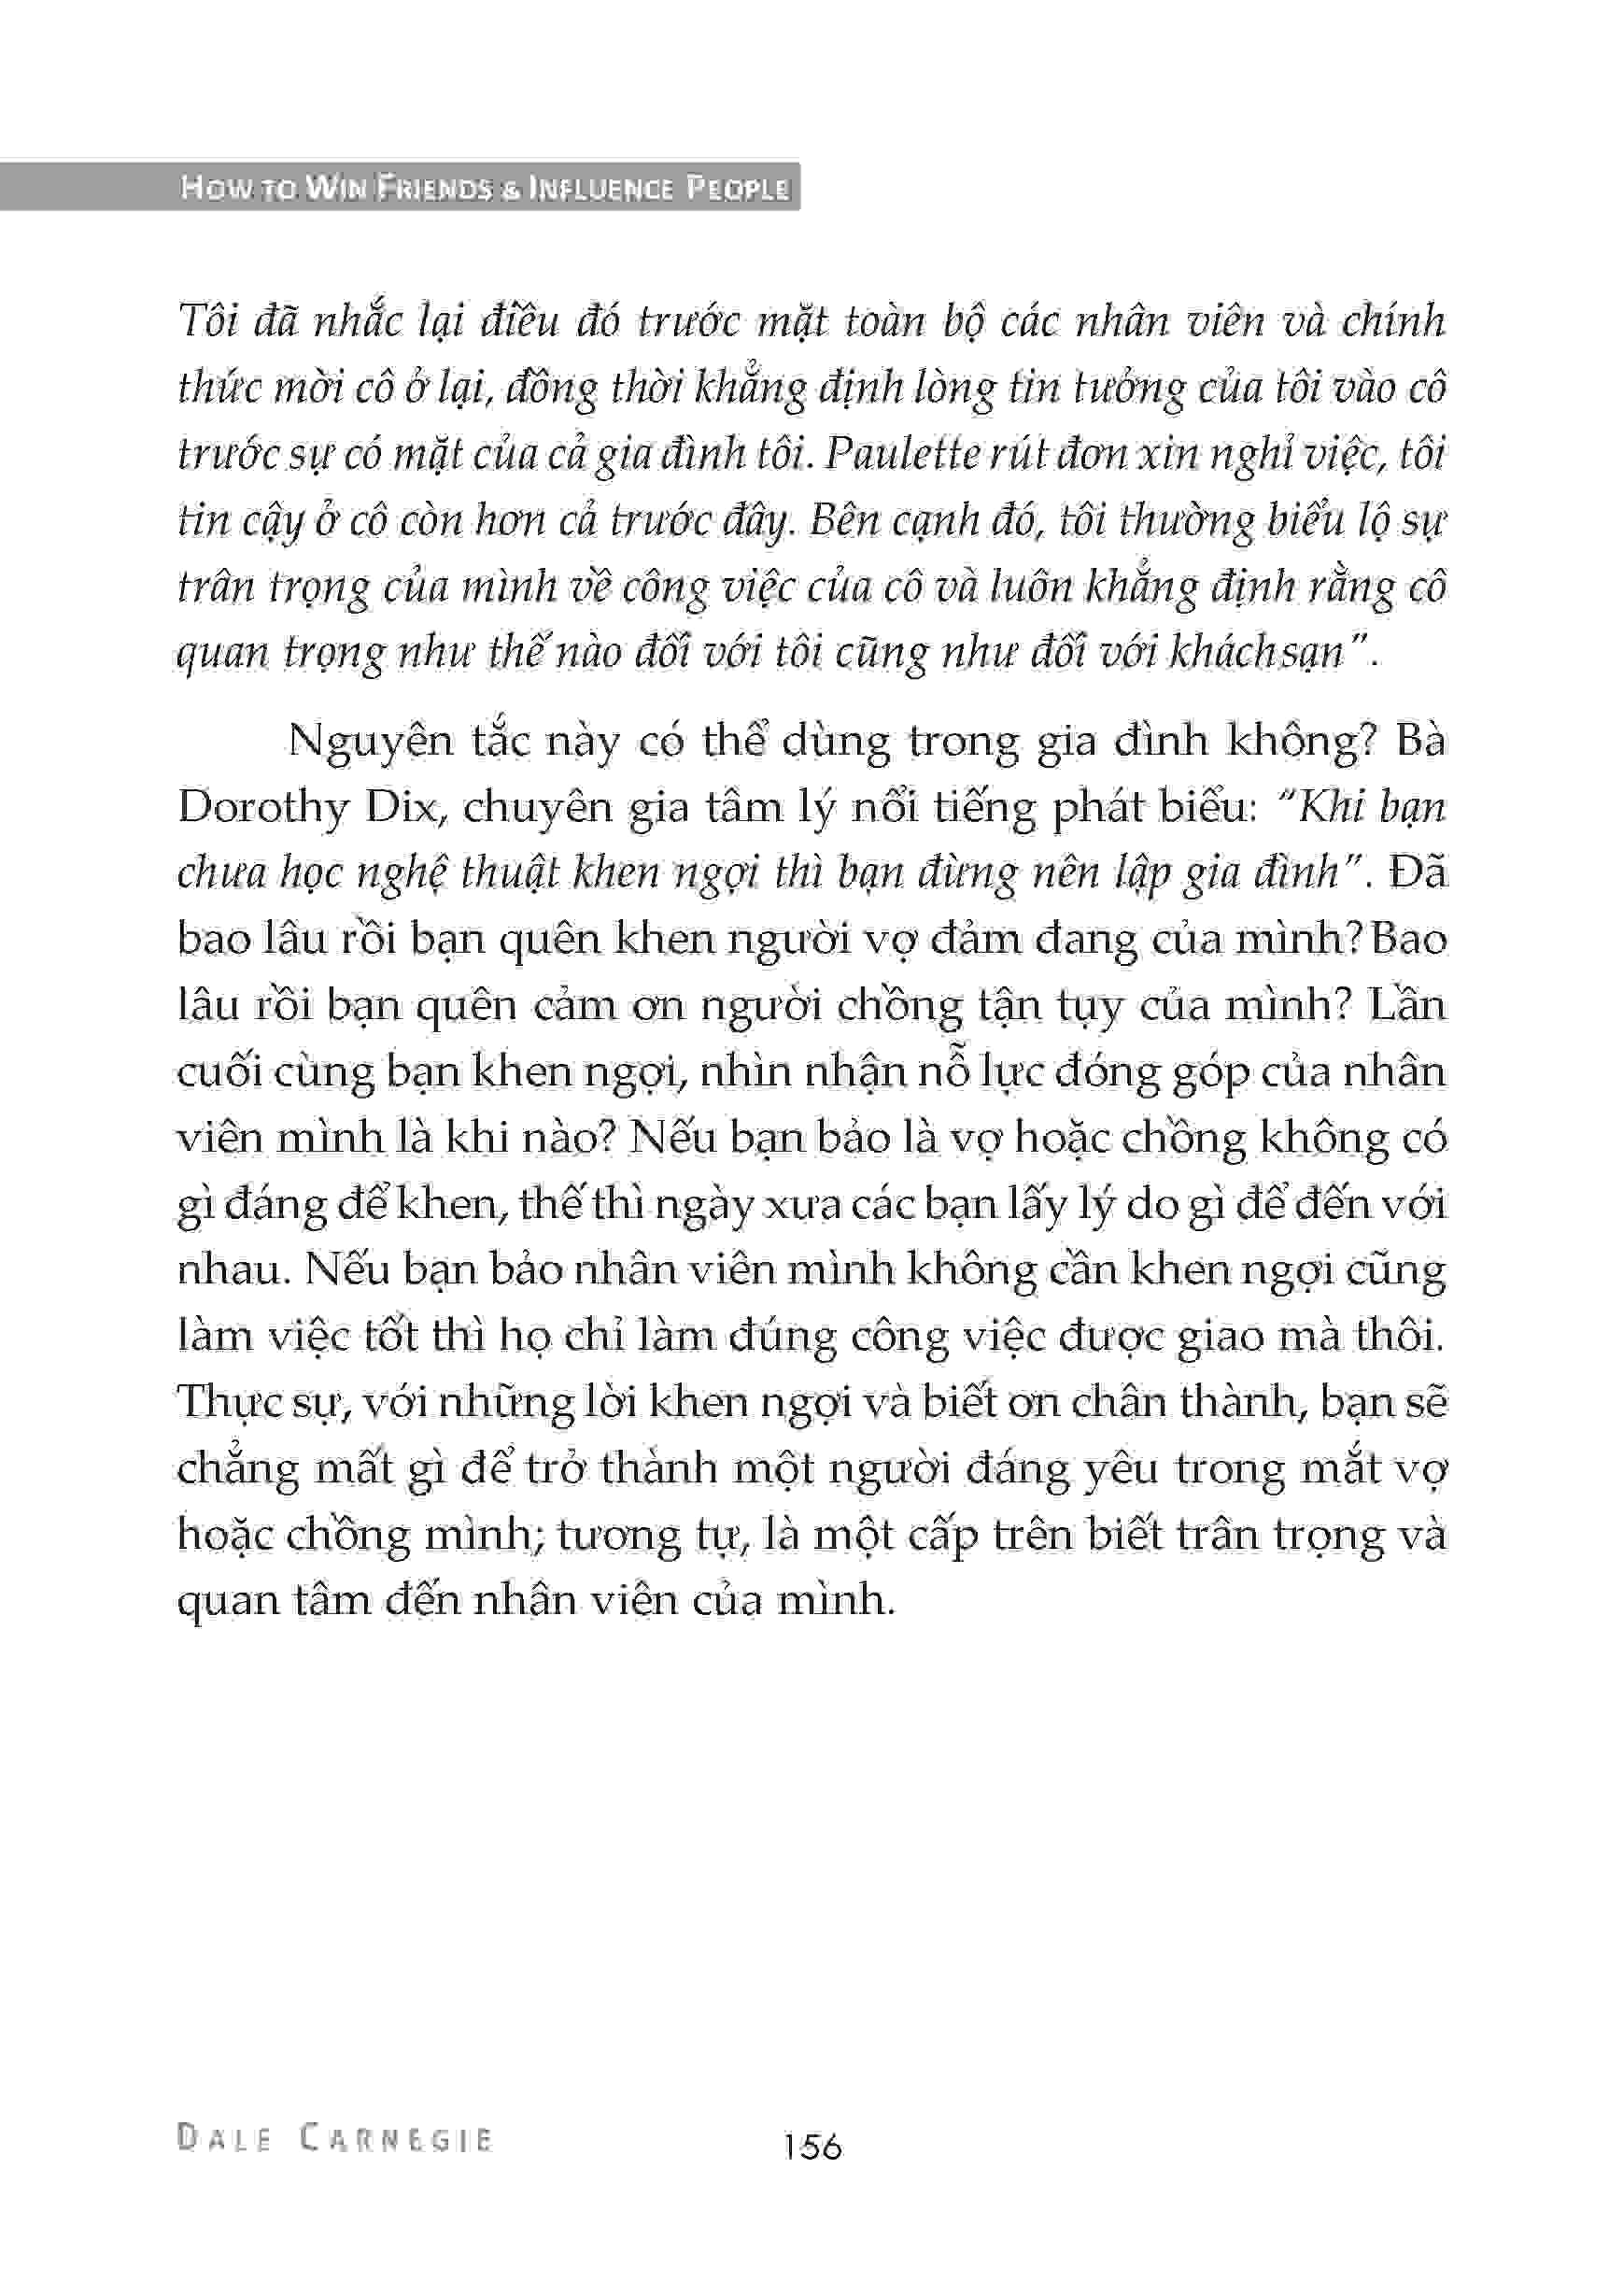 HOW TO WIN FRIENDS & INFLUENCE PEOPLE
Tôi đã nhắc lại điều đó trước mặt toàn bộ các nhân viên và chính
thức mời cô ở lại, đồng thời khẳng định lòng tin tưởng của tôi vào cô
trước sự có mặt của cả gia đình tôi. Paulette rút đơn xin nghỉ việc, tôi
tin cậy ở cô còn hơn cả trước đây. Bên cạnh đó, tôi thường biểu lộ sự
trân trọng của mình về công việc của cô và luôn khẳng định rằng cô
quan trọng như thế nào đối với tôi cũng như đối với khách sạn".
Nguyên tắc này có thể dùng trong gia đình không? Bà
Dorothy Dix, chuyên gia tâm lý nổi tiếng phát biểu: "Khi bạn
chưa học nghệ thuật khen ngợi thì bạn đừng nên lập gia đình". Đã
bao lâu rồi bạn quên khen người vợ đảm đang của mình? Bao
lâu rồi bạn quên cảm ơn người chồng tận tụy của mình? Lần
cuối cùng bạn khen ngợi, nhìn nhận nỗ lực đóng góp của nhân
viên mình là khi nào? Nếu bạn bảo là vợ hoặc chồng không có
gì đáng để khen, thế thì ngày xưa các bạn lấy lý do gì để đến với
nhau. Nếu bạn bảo nhân viên mình không cần khen ngợi cũng
làm việc tốt thì họ chỉ làm đúng công việc được giao mà thôi.
Thực sự, với những lời khen ngợi và biết ơn chân thành, bạn sẽ
chẳng mất gì để trở thành một người đáng yêu trong mắt vợ
hoặc chồng mình; tương tự, là một cấp trên biết trân trọng và
quan tâm đến nhân viên của mình.
DALE CARNEGIE
156